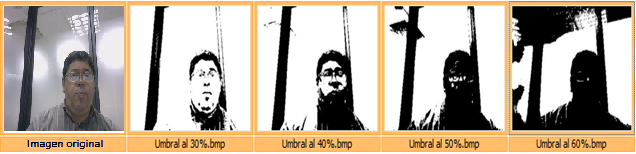 Imagen original
Umbral al 30%.bmp
Umbral al 40%.bmp
Umbral al 50%.bmp
Umbral al 60%.bmp